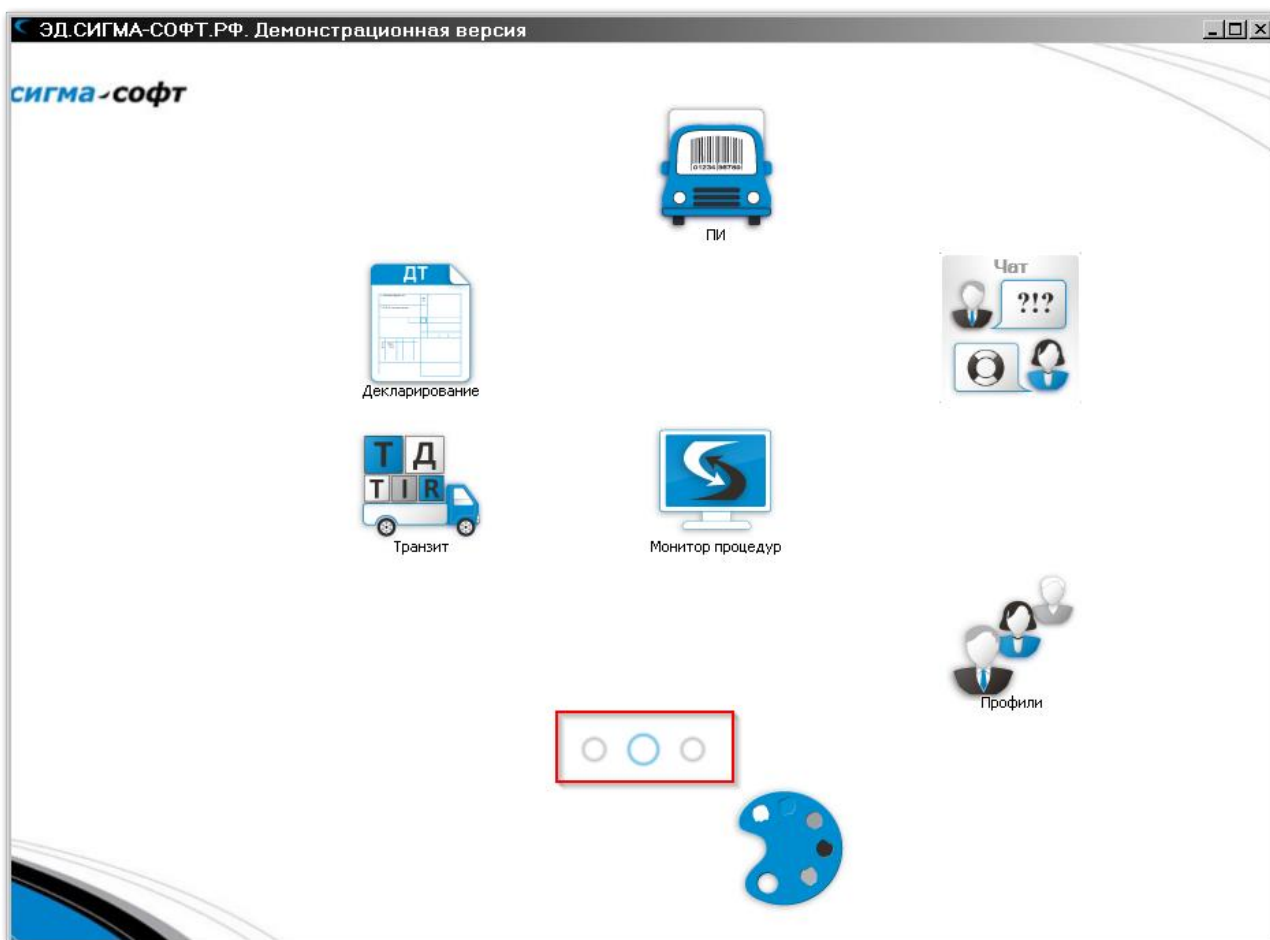 ЭД.СИГМА-СОФТ.РФ. Демонстрационная версия
сигма-софт
ПИ
ДТ
Чат
?!?
Декларирование
Т Д
T I R
Транзит
Монитор процедур
Профили